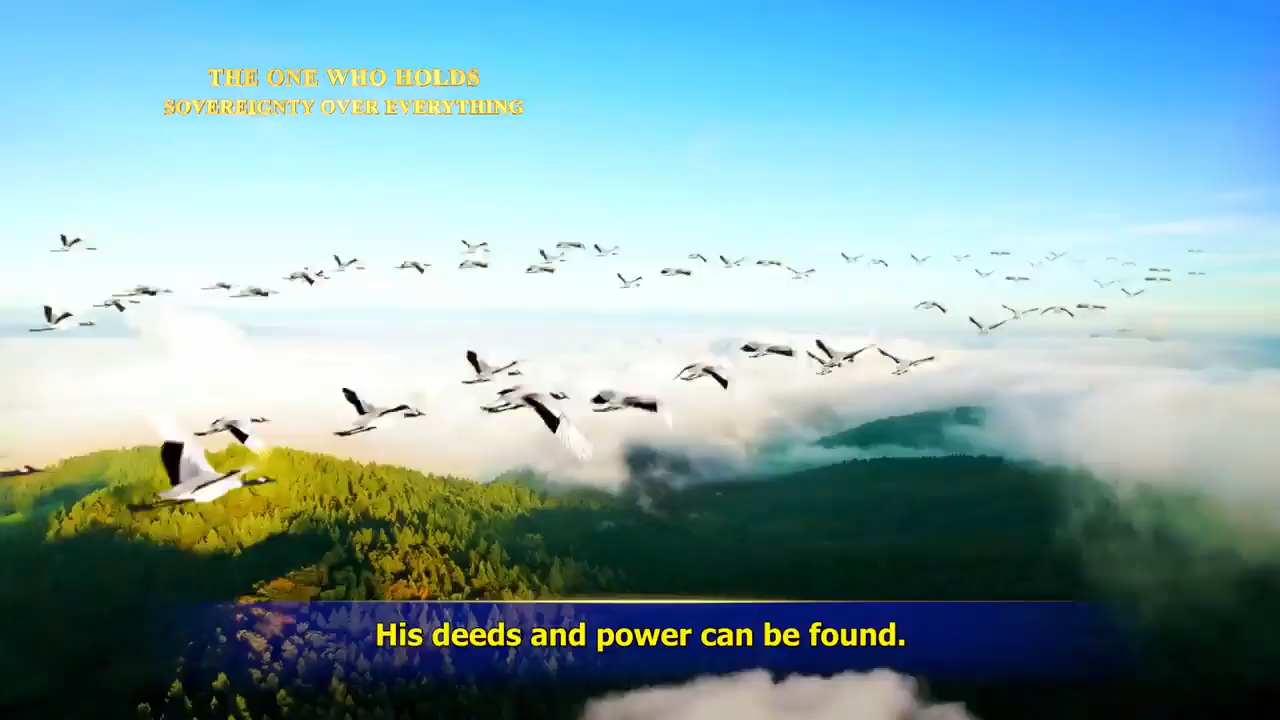 THE ONE WHO HOLDS
SOVEREIGNTY OVER EVERYTHING
His deeds and power can be found.